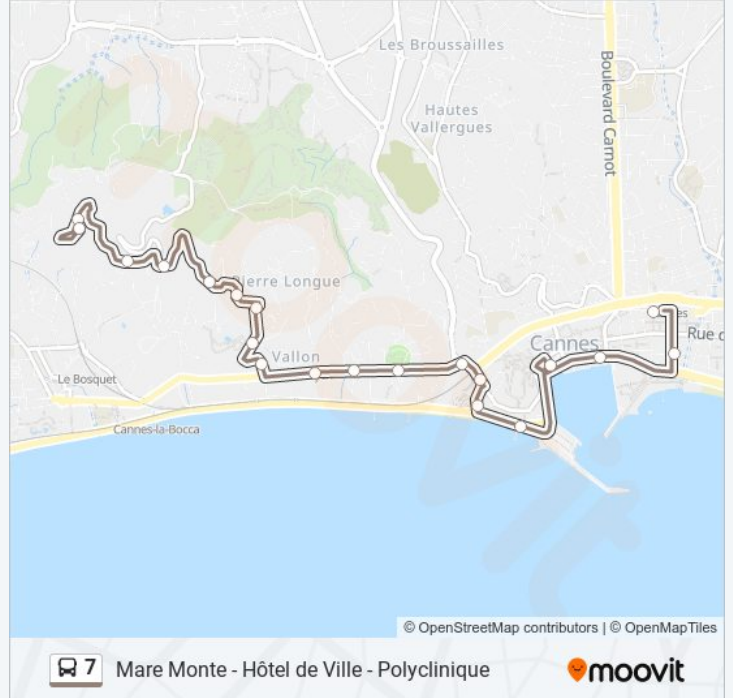 Les Broussailles
Boulevard Carnot
Hautes
Vallergues
Pierre Longue
Cannes
Rue d
Vallon
Le Bosquet
Cannes-la-Bocca
© OpenStreetMap contributors | © OpenMapTiles
7 Mare Monte - Hôtel de Ville - Polyclinique
moovit